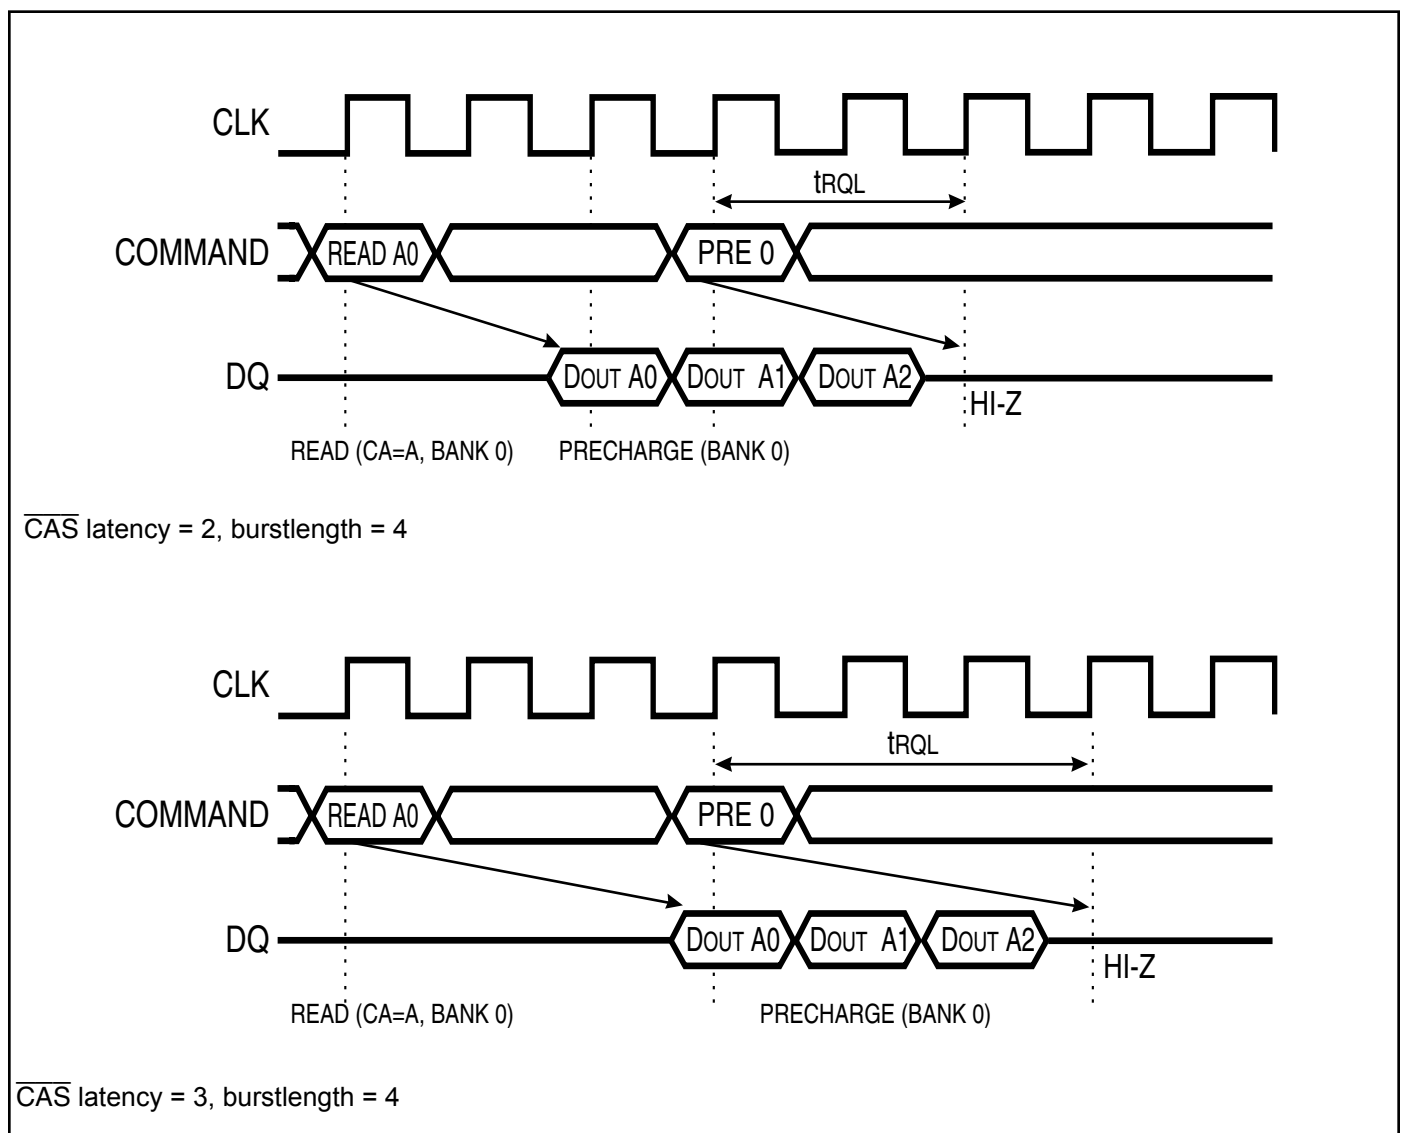 CLK
tRQL
COMMAND READ A0 PRE 0
DQ DOUT A0 DOUT A1 DOUT A2
HI-Z
READ (CA=A, BANK 0) PRECHARGE (BANK 0)
CAS latency = 2, burstlength = 4
CLK
tRQL
COMMAND READ A0 PRE 0
DQ DOUT A0 DOUT A1 DOUT A2
HI-Z
READ (CA=A, BANK 0) PRECHARGE (BANK 0)
CAS latency = 3, burstlength = 4